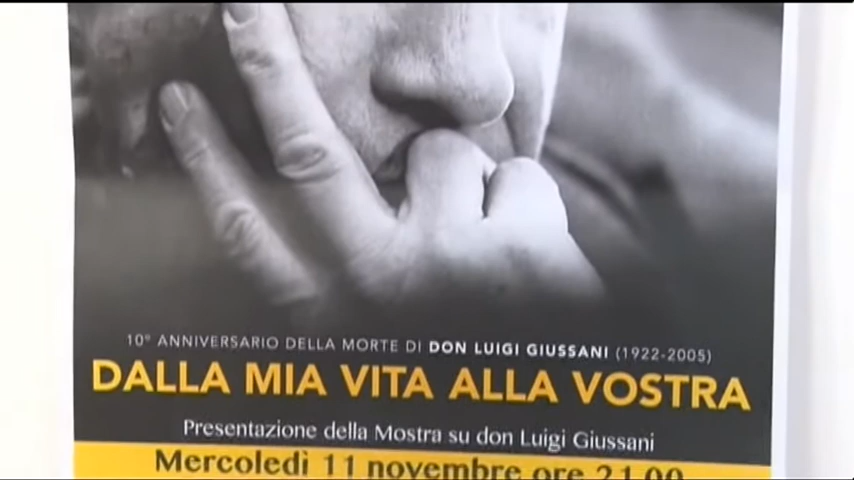 10° ANNIVERSARIO DELLA MORTE DI DON LUIGI GIUSSANI (1922-2005)
DALLA MIA VITA ALLA VOSTRA
Presentazione della Mostra su don Luigi Giussani
Mercoledì 11 novembre ore 21.00